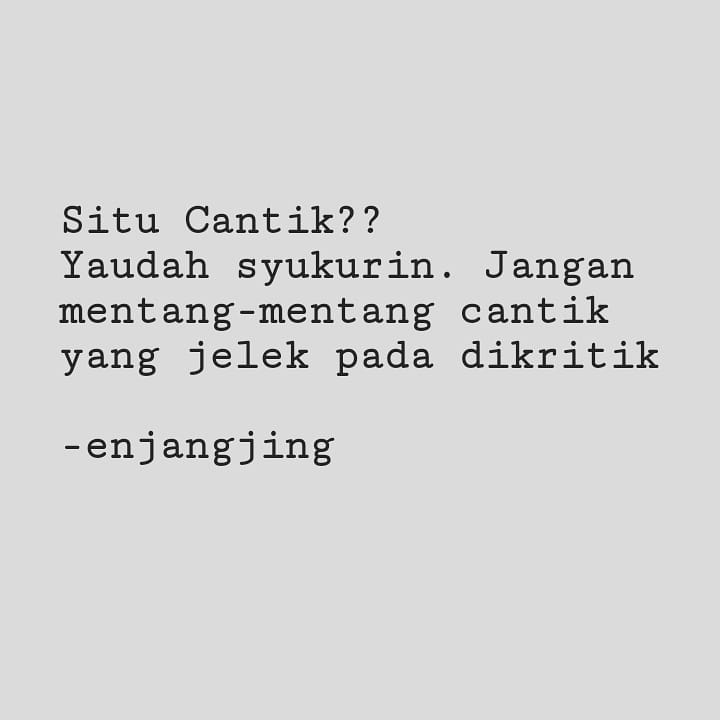 Situ Cantik??
Yaudah syukurin. Jangan
mentang-mentang cantik
yang jelek pada dikritik
-enjangjing